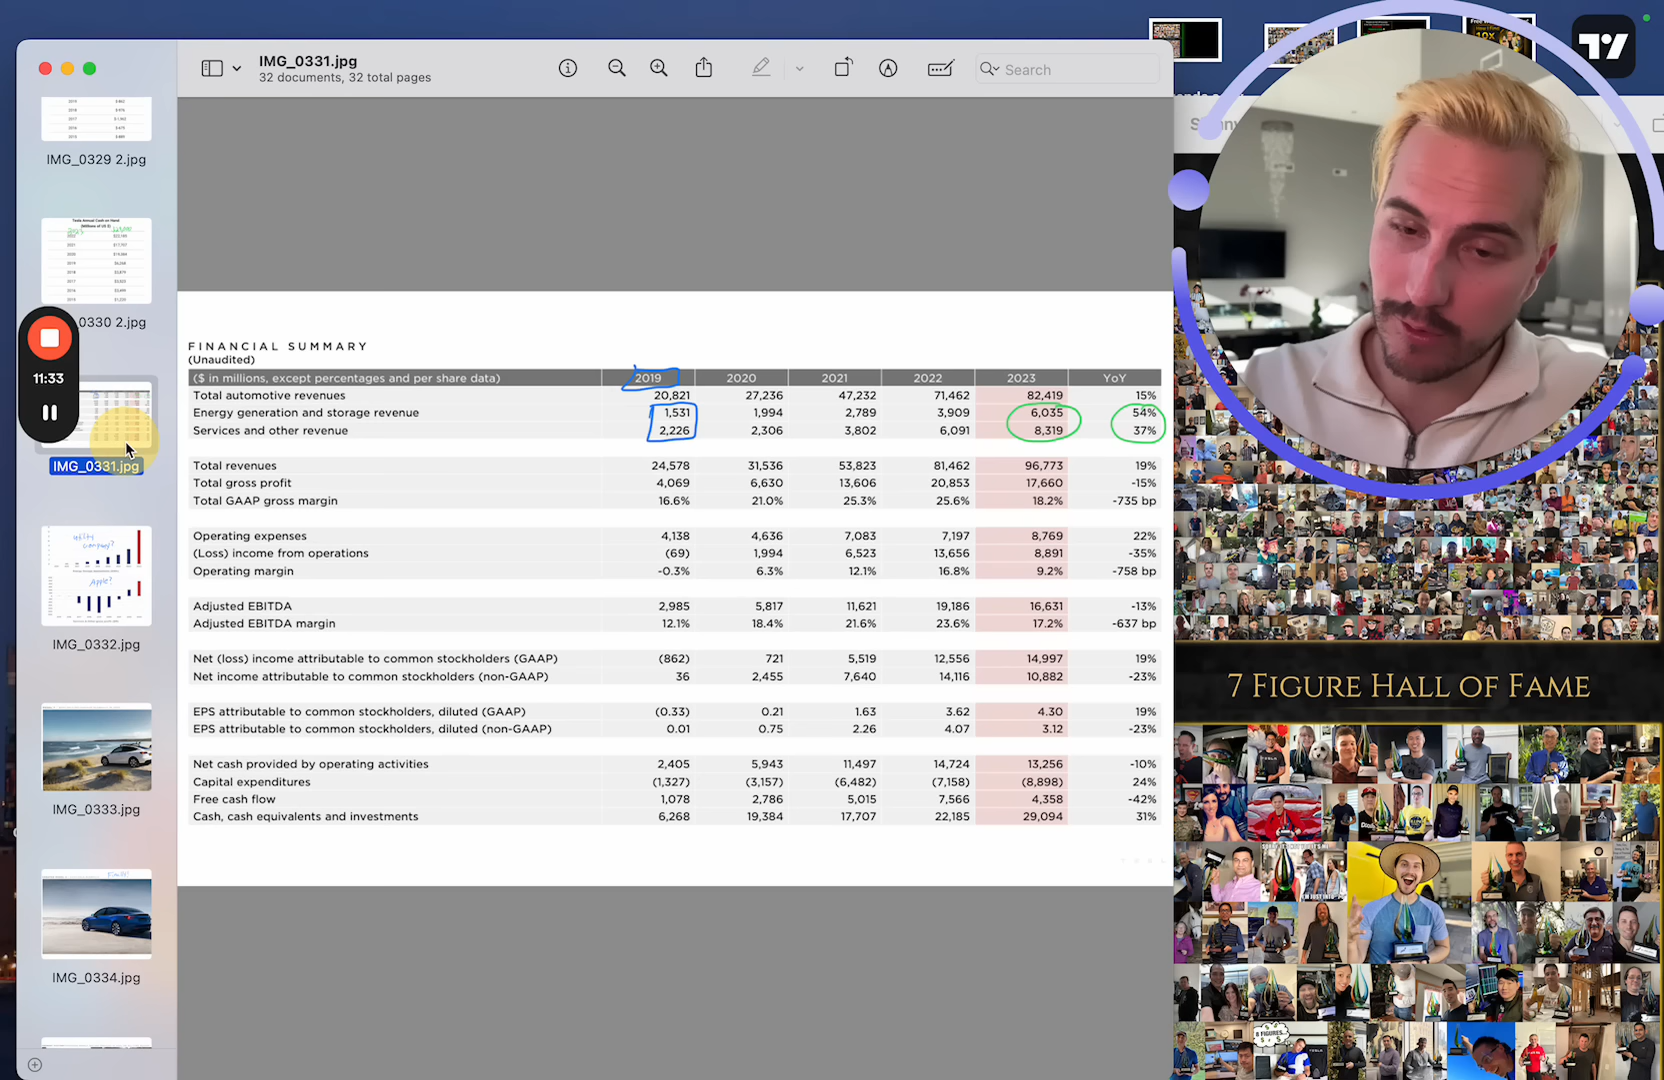 IMG_0331.jpg
32 documents, 32 total pages
Search
IMG_0329 2.jpg
Tesla Annual Cash on Hand
(Millions of US $)
0330 2.jpg
11:33
IMG_0331.jpg
Apple?
IMG_0332.jpg
IMG_0333.jpg
IMG_0334.jpg
FINANCIAL SUMMARY
(Unaudited)
($ in millions, except percentages and per share data) 2019 2020 2021 2022 2023 YoY
Total automotive revenues 20,821 27,236 47,232 71,462 82,419 15%
Energy generation and storage revenue 1,531 1,994 2,789 3,909 6,035 54%
Services and other revenue 2,226 2,306 3,802 6,091 8,319 37%
Total revenues 24,578 31,536 53,823 81,462 96,773 19%
Total gross profit 4,069 6,630 13,606 20,853 17,660 -15%
Total GAAP gross margin 16.6% 21.0% 25.3% 25.6% 18.2% -735 bp
Operating expenses 4,138 4,636 7,083 7,197 8,769 22%
(Loss) income from operations (69) 1,994 6,523 13,656 8,891 -35%
Operating margin -0.3% 6.3% 12.1% 16.8% 9.2% -758 bp
Adjusted EBITDA 2,985 5,817 11,621 19,186 16,631 -13%
Adjusted EBITDA margin 12.1% 18.4% 21.6% 23.6% 17.2% -637 bp
Net (loss) income attributable to common stockholders (GAAP) (862) 721 5,519 12,556 14,997 19%
Net income attributable to common stockholders (non-GAAP) 36 2,455 7,640 14,116 10,882 -23%
EPS attributable to common stockholders, diluted (GAAP) (0.33) 0.21 1.63 3.62 4.30 19%
EPS attributable to common stockholders, diluted (non-GAAP) 0.01 0.75 2.26 4.07 3.12 -23%
Net cash provided by operating activities 2,405 5,943 11,497 14,724 13,256 -10%
Capital expenditures (1,327) (3,157) (6,482) (7,158) (8,898) 24%
Free cash flow 1,078 2,786 5,015 7,566 4,358 -42%
Cash, cash equivalents and investments 6,268 19,384 17,707 22,185 29,094 31%
7 FIGURE HALL OF FAME